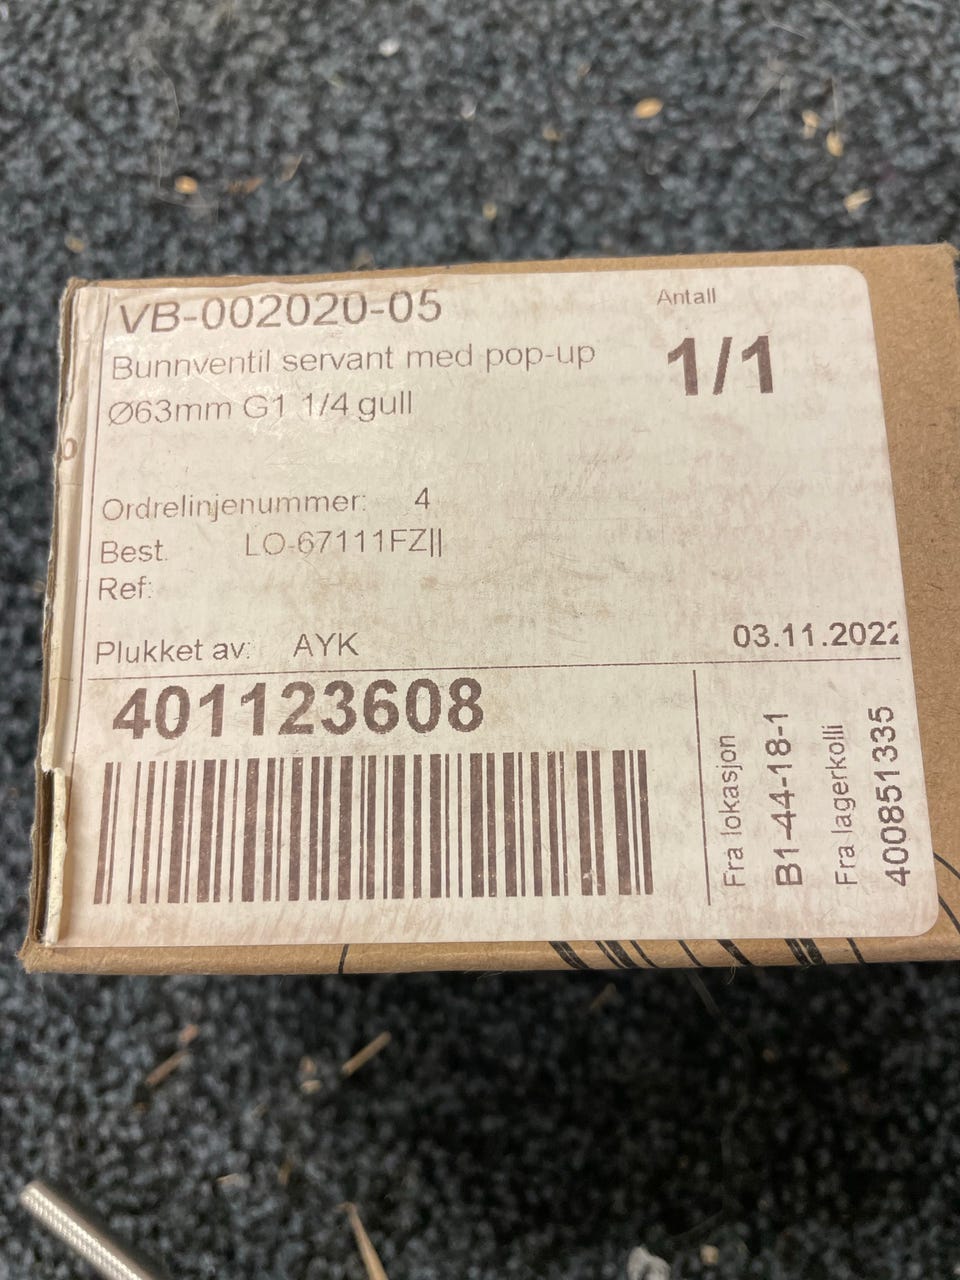 VB-002020-05
Antall
Bunnventil servant med pop-up
1/1
Ø63mm G1 1/4 gull
Ordrelinjenummer: 4
Best. LO-67111FZ||
Ref:
Plukket av: AYK
03.11.2022
401123608
Fra lokasjon
B1-44-18-1
Fra lagerkolli
400851335